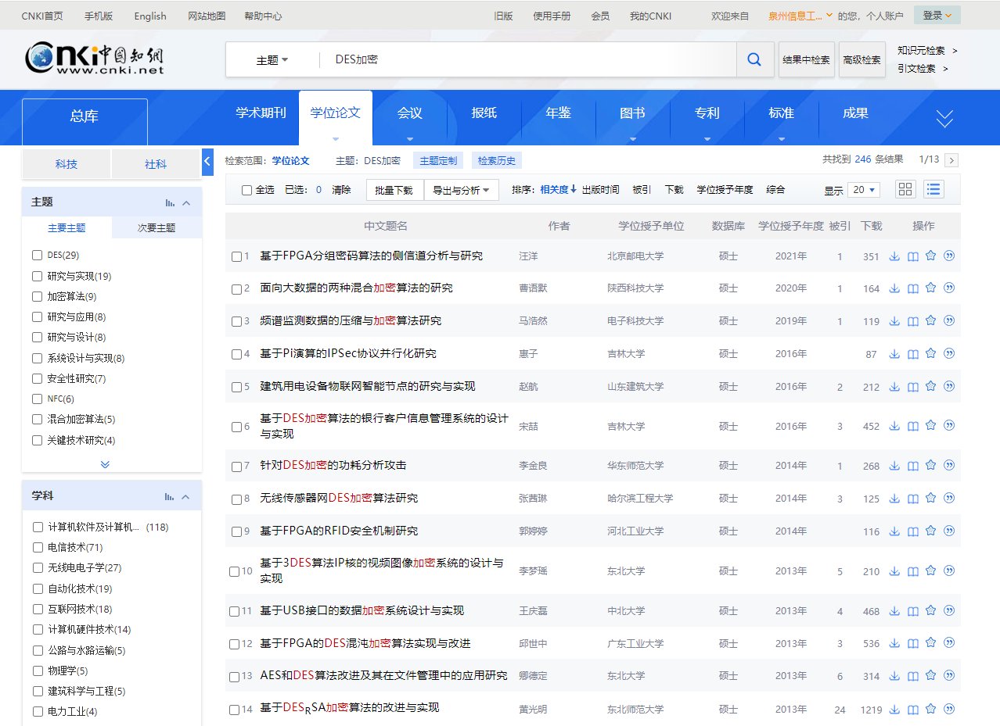 CNKI首页 手机版 English 网站地图 帮助中心 旧版 使用手册 会员 我的CNKI 欢迎来自 泉州信息工... 的您，个人账户 登录
cnki中国知网
www.cnki.net
主题 DES加密 结果中检索 高级检索
知识元检索 >
引文检索 >
总库 学术期刊 学位论文 会议 报纸 年鉴 图书 专利 标准 成果
科技 社科
检索范围：学位论文 主题：DES加密 主题定制 检索历史 共找到 246 条结果 1/13 >
全选 已选：0 清除 批量下载 导出与分析 排序：相关度↓ 出版时间 被引 下载 学位授予年度 综合 显示 20
主题
主要主题 次要主题
DES(29)
研究与实现(19)
加密算法(9)
研究与应用(8)
研究与设计(8)
系统设计与实现(8)
安全性研究(7)
NFC(6)
混合加密算法(5)
关键技术研究(4)
学科
计算机软件及计算机... (118)
电信技术(71)
无线电电子学(27)
自动化技术(19)
互联网技术(18)
计算机硬件技术(14)
公路与水路运输(5)
物理学(5)
建筑科学与工程(5)
电力工业(4)
中文题名 作者 学位授予单位 数据库 学位授予年度 被引 下载 操作
1 基于FPGA分组密码算法的侧信道分析与研究 汪洋 北京邮电大学 硕士 2021年 1 351
2 面向大数据的两种混合加密算法的研究 曹语默 陕西科技大学 硕士 2020年 1 164
3 频谱监测数据的压缩与加密算法研究 马浩然 电子科技大学 硕士 2019年 1 119
4 基于Pi演算的IPSec协议并行化研究 惠子 吉林大学 硕士 2016年 87
5 建筑用电设备物联网智能节点的研究与实现 赵航 山东建筑大学 硕士 2016年 2 212
6 基于DES加密算法的银行客户信息管理系统的设计与实现 宋喆 吉林大学 硕士 2016年 3 452
7 针对DES加密的功耗分析攻击 李金良 华东师范大学 硕士 2014年 1 268
8 无线传感器网DES加密算法研究 张茜琳 哈尔滨工程大学 硕士 2014年 3 125
9 基于FPGA的RFID安全机制研究 郭婷婷 河北工业大学 硕士 2014年 116
10 基于3DES算法IP核的视频图像加密系统的设计与实现 李梦瑶 东北大学 硕士 2013年 5 210
11 基于USB接口的数据加密系统设计与实现 王庆磊 中北大学 硕士 2013年 4 468
12 基于FPGA的DES混沌加密算法实现与改进 邱世中 广东工业大学 硕士 2013年 3 536
13 AES和DES算法改进及其在文件管理中的应用研究 卿德定 东北大学 硕士 2013年 6 314
14 基于DES_RSA加密算法的改进与实现 黄光明 东北师范大学 硕士 2013年 24 1219